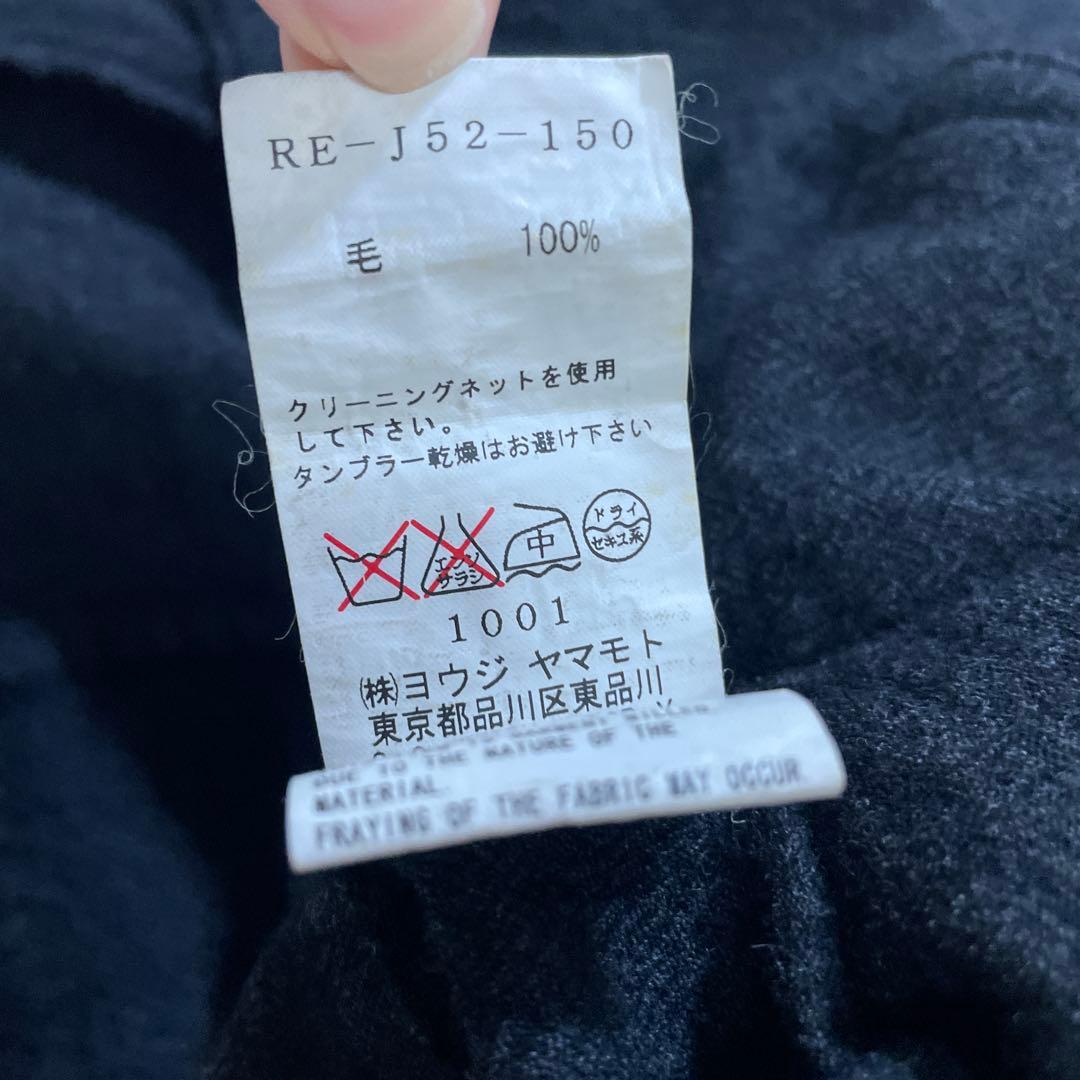 RE-J52-150
毛 100%
クリーニングネットを使用
して下さい。
タンブラー乾燥はお避け下さい
エンソ
サラシ
中
ドライ
セキユ系
1001
(株)ヨウジ ヤマモト
東京都品川区東品川
DUE TO THE NATURE OF THE
MATERIAL.
FRAYING OF THE FABRIC MAY OCCUR